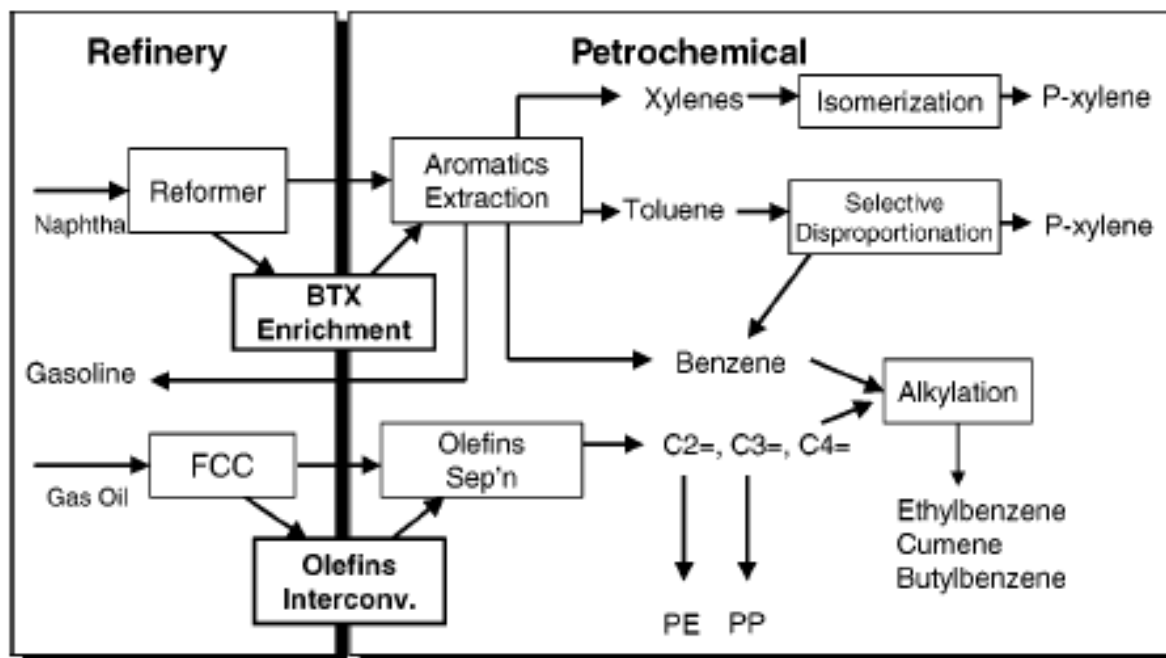 Refinery
Petrochemical
Xylenes
Isomerization
P-xylene
Reformer
Aromatics
Extraction
Naphtha
Toluene
Selective
Disproportionation
P-xylene
BTX
Enrichment
Gasoline
Benzene
Alkylation
FCC
Olefins
Sep'n
C2=, C3=, C4=
Gas Oil
Olefins
Interconv.
Ethylbenzene
Cumene
Butylbenzene
PE
PP